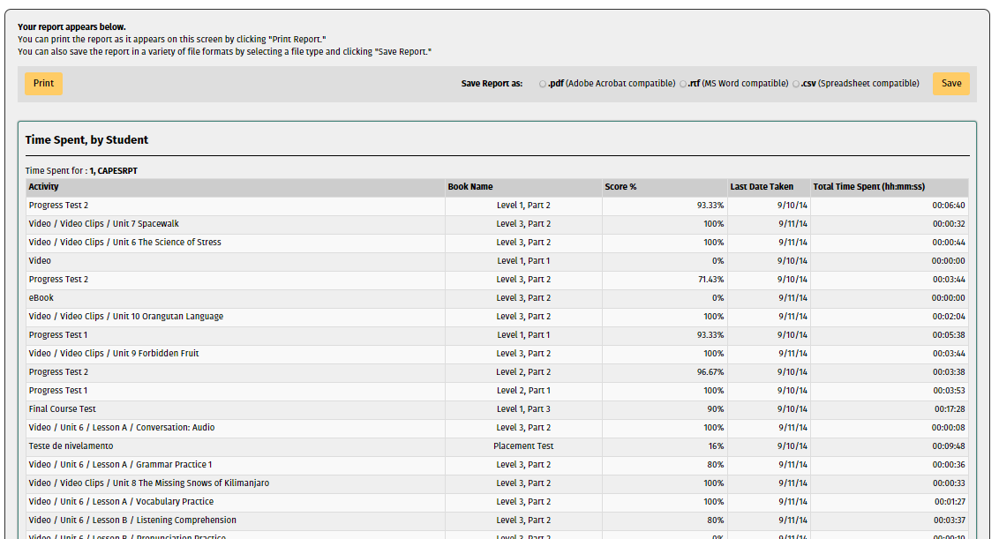 Your report appears below.
You can print the report as it appears on this screen by clicking "Print Report."
You can also save the report in a variety of file formats by selecting a file type and clicking "Save Report."
Print Save Report as: .pdf (Adobe Acrobat compatible) .rtf (MS Word compatible) .csv (Spreadsheet compatible) Save
Time Spent, by Student
Time Spent for : 1, CAPESRPT
Activity Book Name Score % Last Date Taken Total Time Spent (hh:mm:ss)
Progress Test 2 Level 1, Part 2 93.33% 9/10/14 00:06:40
Video / Video Clips / Unit 7 Spacewalk Level 3, Part 2 100% 9/11/14 00:00:32
Video / Video Clips / Unit 6 The Science of Stress Level 3, Part 2 100% 9/11/14 00:00:44
Video Level 1, Part 1 0% 9/10/14 00:00:00
Progress Test 2 Level 3, Part 2 71.43% 9/10/14 00:03:44
eBook Level 3, Part 2 0% 9/11/14 00:00:00
Video / Video Clips / Unit 10 Orangutan Language Level 3, Part 2 100% 9/11/14 00:02:04
Progress Test 1 Level 1, Part 1 93.33% 9/10/14 00:05:38
Video / Video Clips / Unit 9 Forbidden Fruit Level 3, Part 2 100% 9/11/14 00:03:44
Progress Test 2 Level 2, Part 2 96.67% 9/10/14 00:03:38
Progress Test 1 Level 2, Part 1 100% 9/10/14 00:03:53
Final Course Test Level 1, Part 3 90% 9/10/14 00:17:28
Video / Unit 6 / Lesson A / Conversation: Audio Level 3, Part 2 100% 9/11/14 00:00:08
Teste de nivelamento Placement Test 16% 9/10/14 00:09:48
Video / Unit 6 / Lesson A / Grammar Practice 1 Level 3, Part 2 80% 9/11/14 00:00:36
Video / Video Clips / Unit 8 The Missing Snows of Kilimanjaro Level 3, Part 2 100% 9/11/14 00:00:33
Video / Unit 6 / Lesson A / Vocabulary Practice Level 3, Part 2 100% 9/11/14 00:01:27
Video / Unit 6 / Lesson B / Listening Comprehension Level 3, Part 2 80% 9/11/14 00:03:37
Video / Unit 6 / Lesson B / Pronunciation Practice Level 3, Part 2 0% 9/11/14